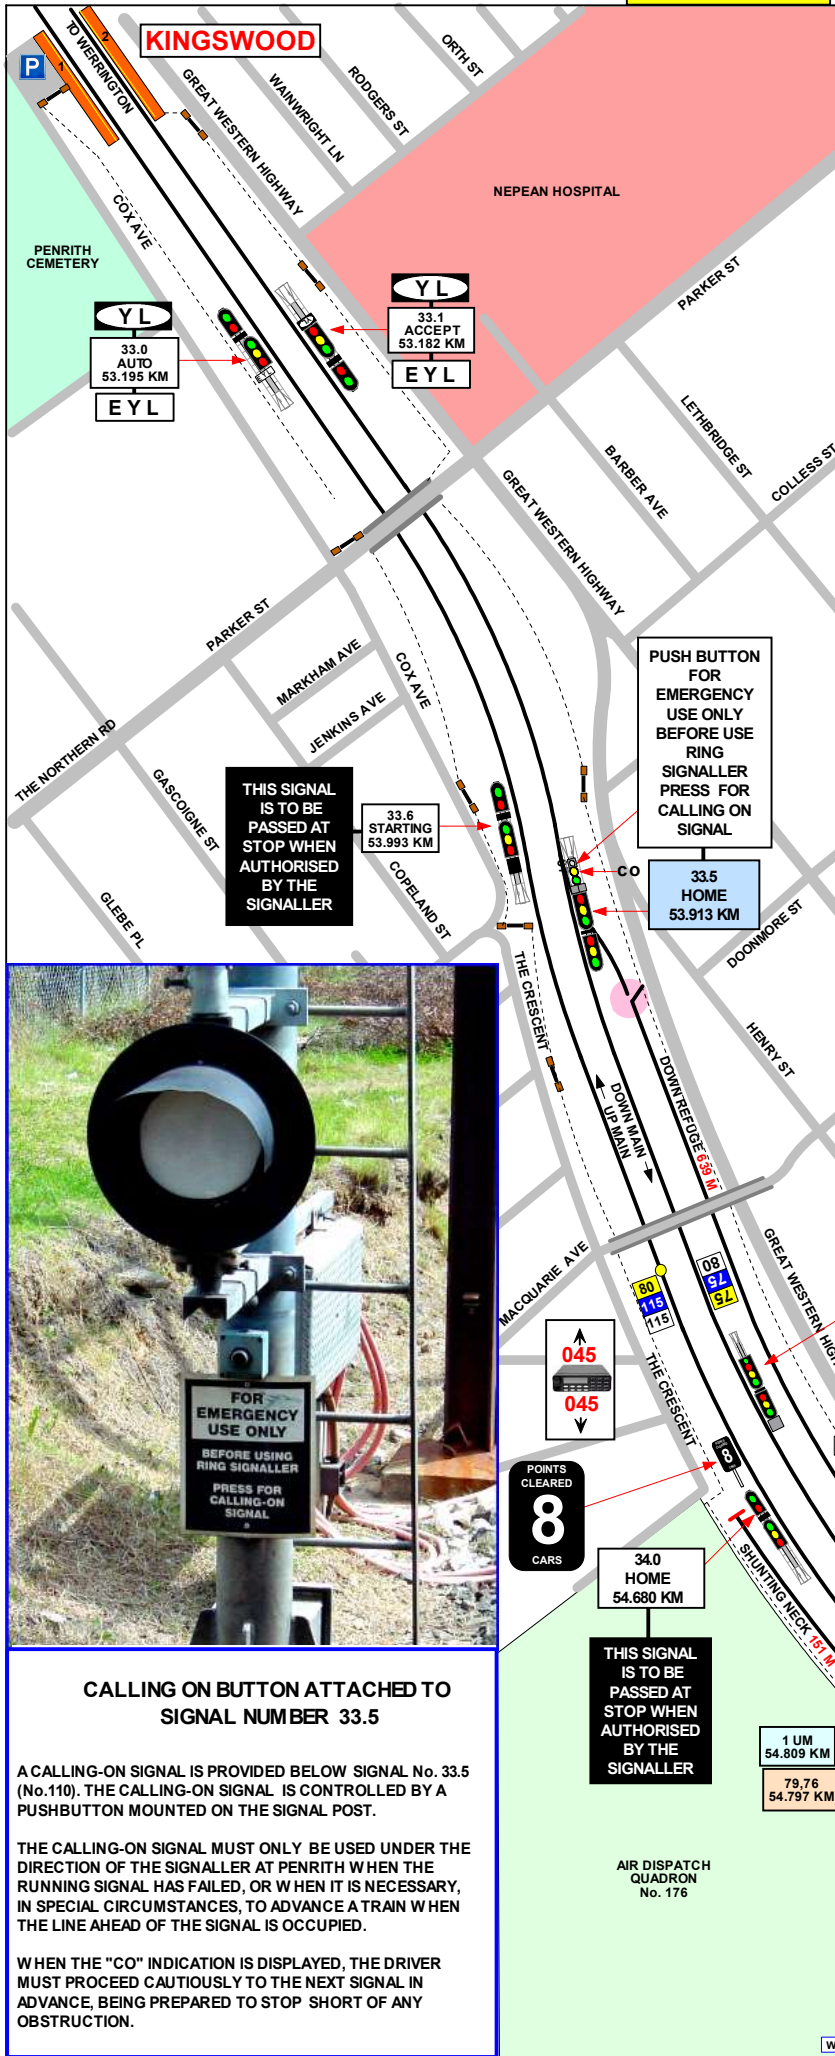 KINGSWOOD
P
1
2
TO WERRINGTON
GREAT WESTERN HIGHWAY
WAINWRIGHT LN
RODGERS ST
ORTH ST
NEPEAN HOSPITAL
COX AVE
PENRITH
CEMETERY
PARKER ST
Y L
33.0
AUTO
53.195 KM
E Y L
Y L
33.1
ACCEPT
53.182 KM
E Y L
LETHBRIDGE ST
BARBER AVE
COLLESS ST
GREAT WESTERN HIGHWAY
PARKER ST
MARKHAM AVE
JENKINS AVE
COX AVE
THE NORTHERN RD
GASCOIGNE ST
COPELAND ST
GLEBE PL
PUSH BUTTON
FOR
EMERGENCY
USE ONLY
BEFORE USE
RING
SIGNALLER
PRESS FOR
CALLING ON
SIGNAL
THIS SIGNAL
IS TO BE
PASSED AT
STOP WHEN
AUTHORISED
BY THE
SIGNALLER
33.6
STARTING
53.993 KM
CO
33.5
HOME
53.913 KM
DOONMORE ST
HENRY ST
THE CRESCENT
DOWN MAIN
UP MAIN
DOWN REFUGE 639 M
MACQUARIE AVE
GREAT WESTERN HIGH
80
115
115
80
75
75
045
045
THE CRESCENT
POINTS
CLEARED
8
CARS
8
34.0
HOME
54.680 KM
SHUNTING NECK 151 M
THIS SIGNAL
IS TO BE
PASSED AT
STOP WHEN
AUTHORISED
BY THE
SIGNALLER
1 UM
54.809 KM
79,76
54.797 KM
AIR DISPATCH
QUADRON
No. 176
W
FOR
EMERGENCY
USE ONLY
BEFORE USING
RING SIGNALLER
PRESS FOR
CALLING-ON
SIGNAL
CALLING ON BUTTON ATTACHED TO
SIGNAL NUMBER 33.5
A CALLING-ON SIGNAL IS PROVIDED BELOW SIGNAL No. 33.5
(No.110). THE CALLING-ON SIGNAL IS CONTROLLED BY A
PUSHBUTTON MOUNTED ON THE SIGNAL POST.
THE CALLING-ON SIGNAL MUST ONLY BE USED UNDER THE
DIRECTION OF THE SIGNALLER AT PENRITH WHEN THE
RUNNING SIGNAL HAS FAILED, OR WHEN IT IS NECESSARY,
IN SPECIAL CIRCUMSTANCES, TO ADVANCE A TRAIN WHEN
THE LINE AHEAD OF THE SIGNAL IS OCCUPIED.
WHEN THE "CO" INDICATION IS DISPLAYED, THE DRIVER
MUST PROCEED CAUTIOUSLY TO THE NEXT SIGNAL IN
ADVANCE, BEING PREPARED TO STOP SHORT OF ANY
OBSTRUCTION.